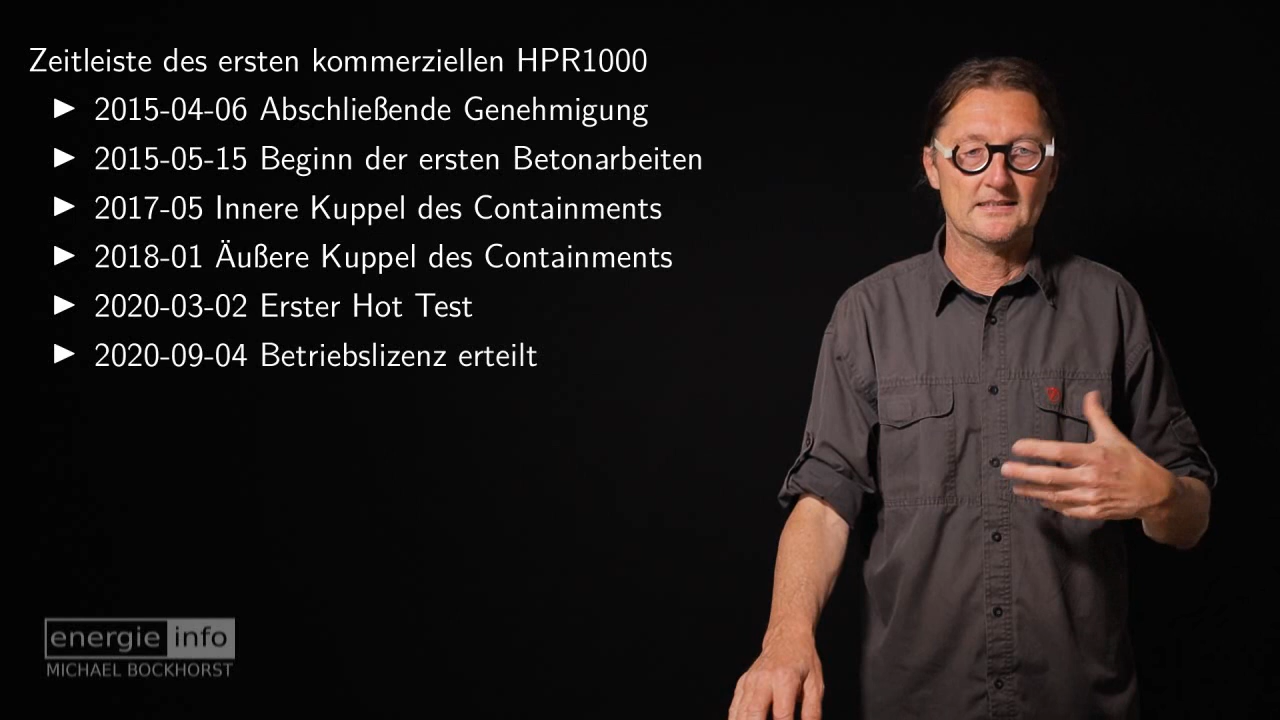 Zeitleiste des ersten kommerziellen HPR1000
▶ 2015-04-06 Abschließende Genehmigung
▶ 2015-05-15 Beginn der ersten Betonarbeiten
▶ 2017-05 Innere Kuppel des Containments
▶ 2018-01 Äußere Kuppel des Containments
▶ 2020-03-02 Erster Hot Test
▶ 2020-09-04 Betriebslizenz erteilt
energie info
MICHAEL BOCKHORST